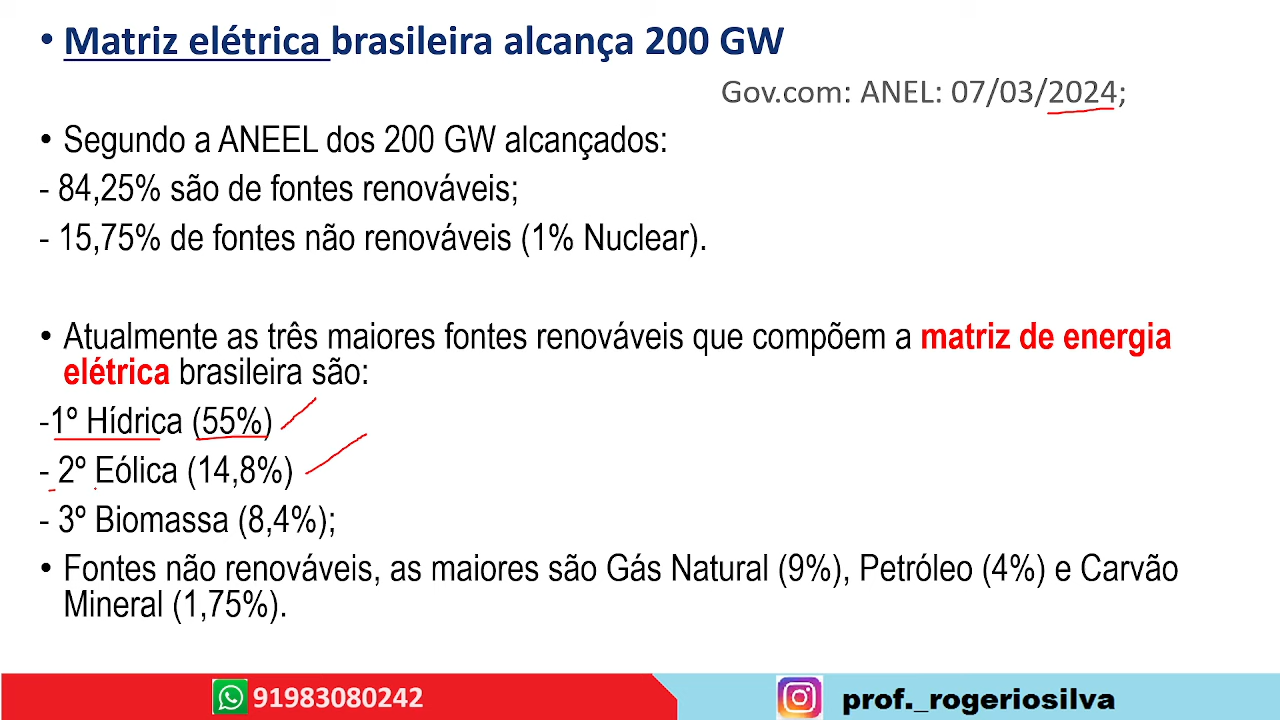 • Matriz elétrica brasileira alcança 200 GW
Gov.com: ANEL: 07/03/2024;
• Segundo a ANEEL dos 200 GW alcançados:
- 84,25% são de fontes renováveis;
- 15,75% de fontes não renováveis (1% Nuclear).
• Atualmente as três maiores fontes renováveis que compõem a matriz de energia
elétrica brasileira são:
-1º Hídrica (55%)
- 2º Eólica (14,8%)
- 3º Biomassa (8,4%);
• Fontes não renováveis, as maiores são Gás Natural (9%), Petróleo (4%) e Carvão
Mineral (1,75%).
91983080242
prof._rogeriosilva